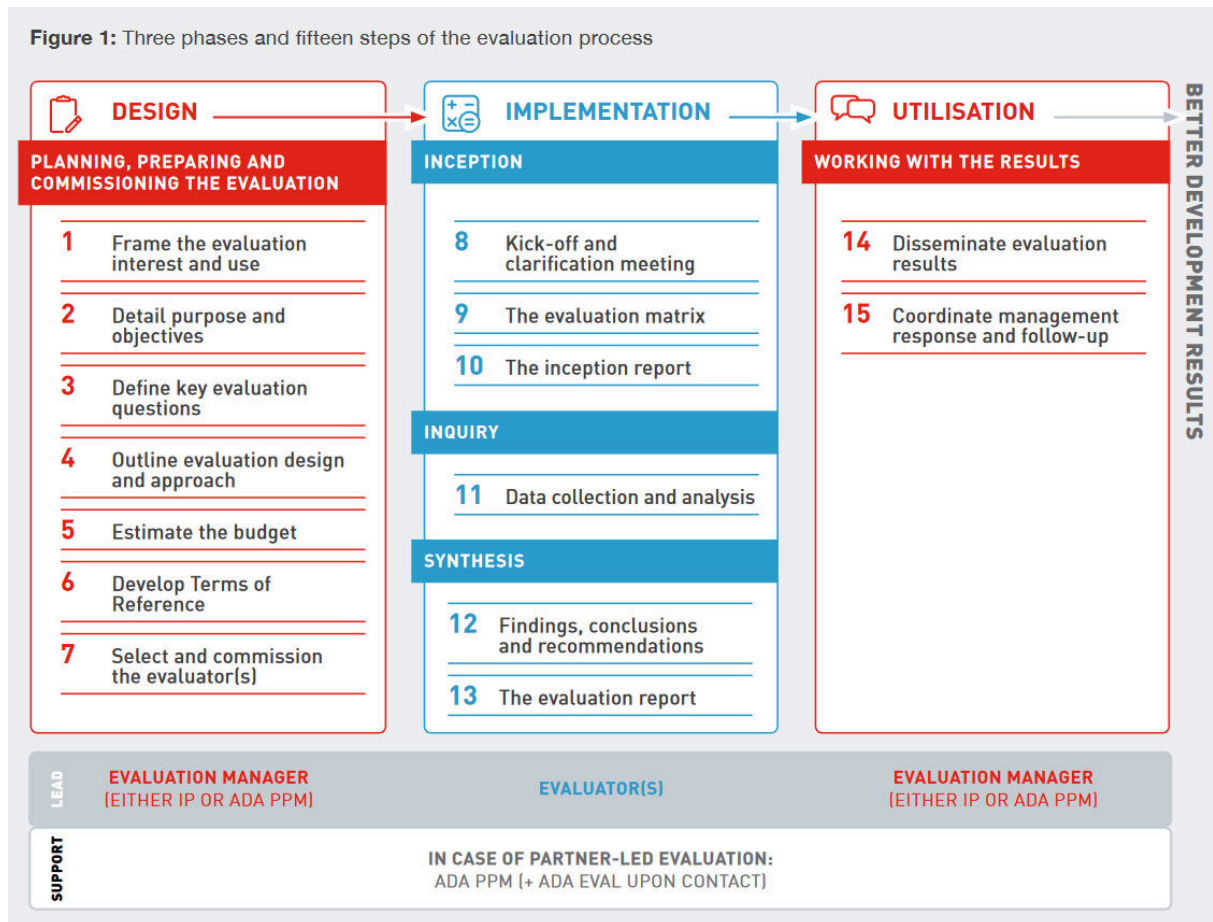 Figure 1: Three phases and fifteen steps of the evaluation process
DESIGN
PLANNING, PREPARING AND
COMMISSIONING THE EVALUATION
1 Frame the evaluation
interest and use
2 Detail purpose and
objectives
3 Define key evaluation
questions
4 Outline evaluation design
and approach
5 Estimate the budget
6 Develop Terms of
Reference
7 Select and commission
the evaluator(s)
IMPLEMENTATION
INCEPTION
8 Kick-off and
clarification meeting
9 The evaluation matrix
10 The inception report
INQUIRY
11 Data collection and analysis
SYNTHESIS
12 Findings, conclusions
and recommendations
13 The evaluation report
UTILISATION
WORKING WITH THE RESULTS
14 Disseminate evaluation
results
15 Coordinate management
response and follow-up
BETTER DEVELOPMENT RESULTS
LEAD
EVALUATION MANAGER
(EITHER IP OR ADA PPM)
EVALUATOR(S)
EVALUATION MANAGER
(EITHER IP OR ADA PPM)
SUPPORT
IN CASE OF PARTNER-LED EVALUATION:
ADA PPM (+ ADA EVAL UPON CONTACT)